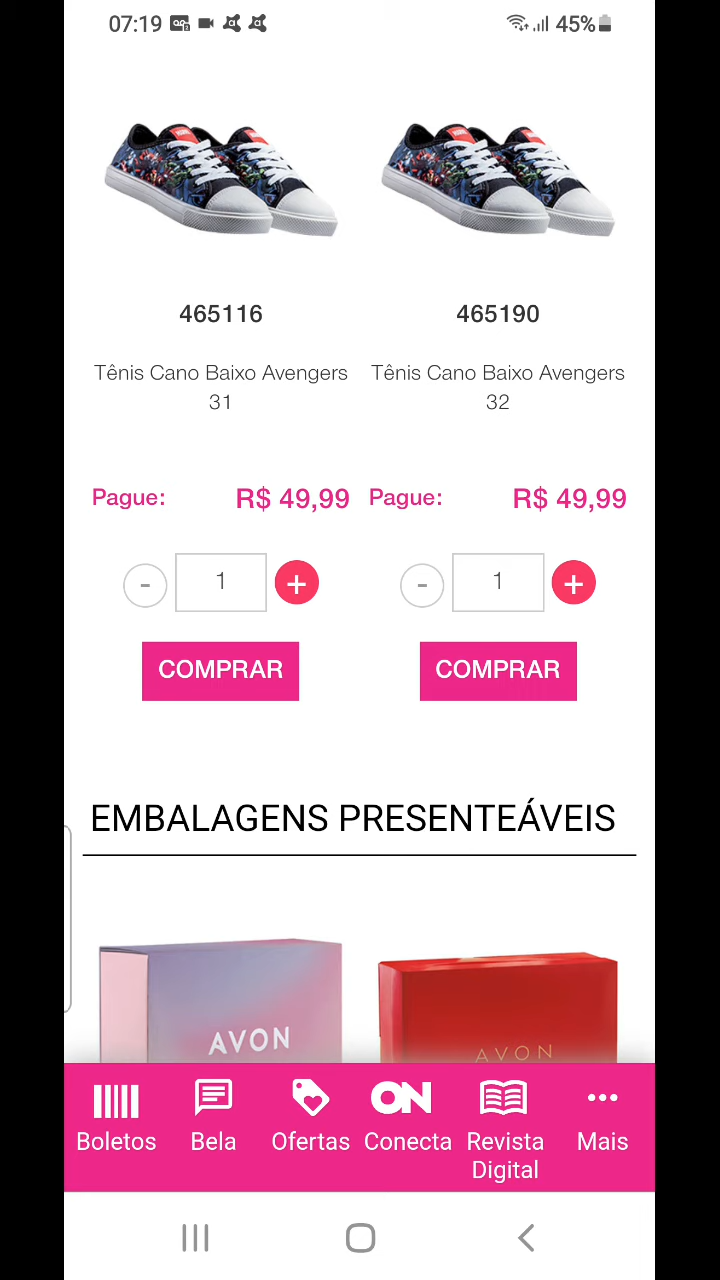 07:19
45%
465116
465190
Tênis Cano Baixo Avengers
31
Tênis Cano Baixo Avengers
32
Pague: R$ 49,99
Pague: R$ 49,99
- 1 +
- 1 +
COMPRAR
COMPRAR
EMBALAGENS PRESENTEÁVEIS
AVON
AVON
Boletos
Bela
Ofertas
ON
Conecta
Revista
Digital
Mais